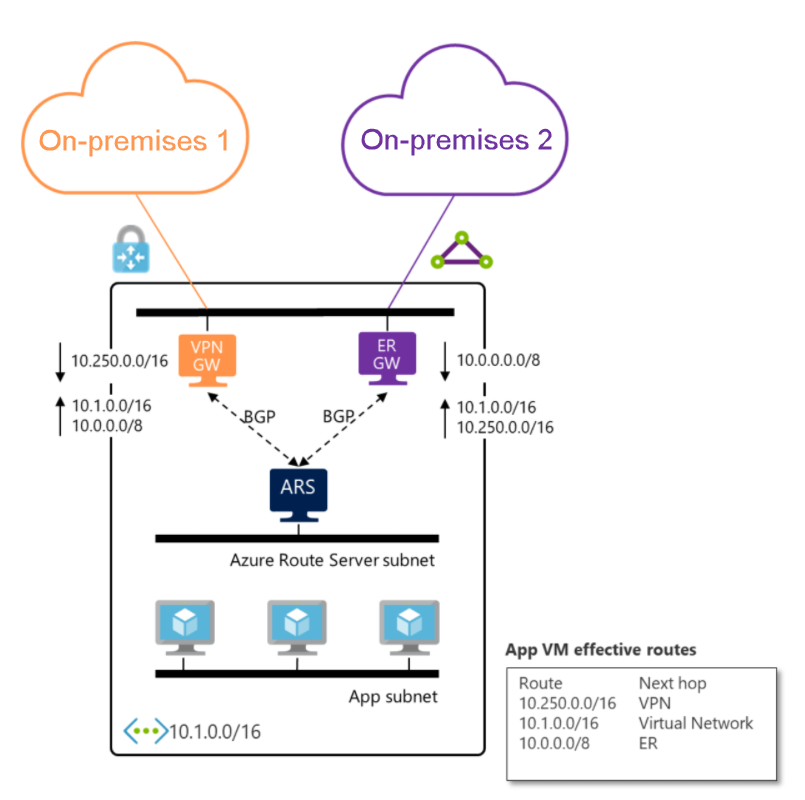 On-premises 1
On-premises 2
VPN
GW
ER
GW
10.250.0.0/16
10.0.0.0.0/8
10.1.0.0/16
10.0.0.0/8
10.1.0.0/16
10.250.0.0/16
BGP
BGP
ARS
Azure Route Server subnet
App subnet
10.1.0.0/16
App VM effective routes
Route Next hop
10.250.0.0/16 VPN
10.1.0.0/16 Virtual Network
10.0.0.0/8 ER